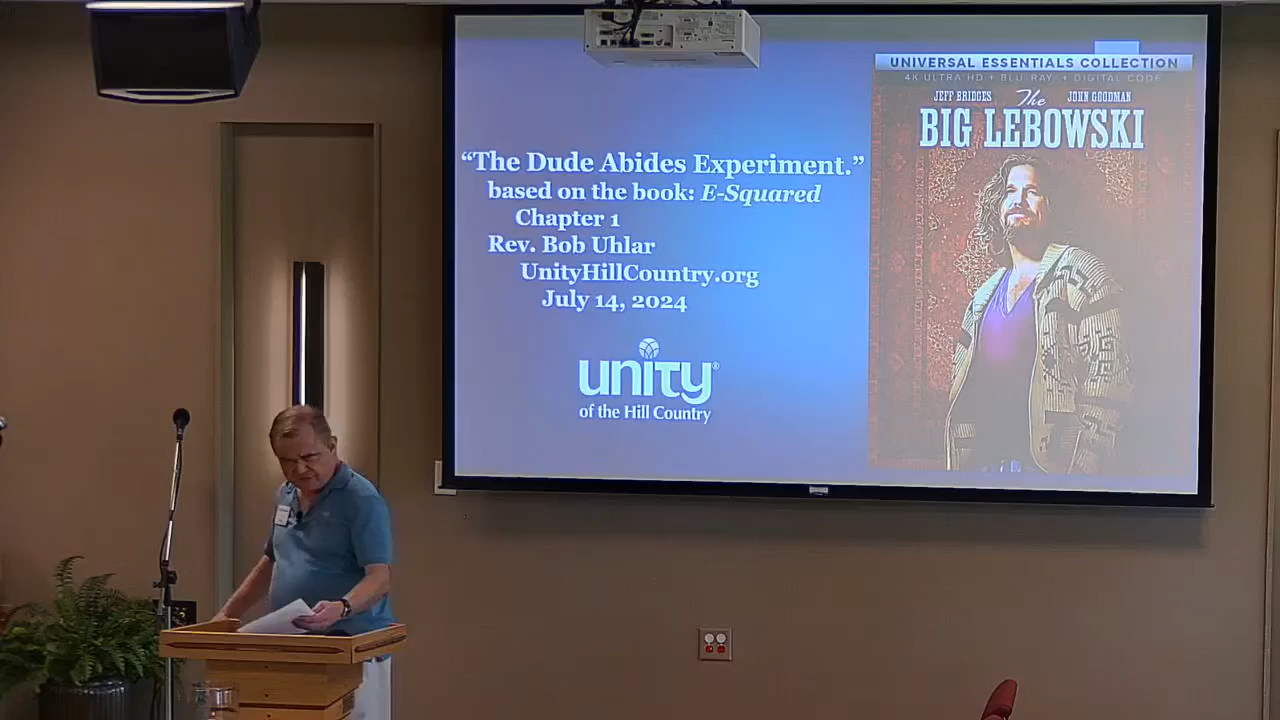 “The Dude Abides Experiment.”
based on the book: E-Squared
Chapter 1
Rev. Bob Uhlar
UnityHillCountry.org
July 14, 2024
unity®
of the Hill Country
UNIVERSAL ESSENTIALS COLLECTION
4K ULTRA HD + BLU-RAY + DIGITAL CODE
JEFF BRIDGES The JOHN GOODMAN
BIG LEBOWSKI